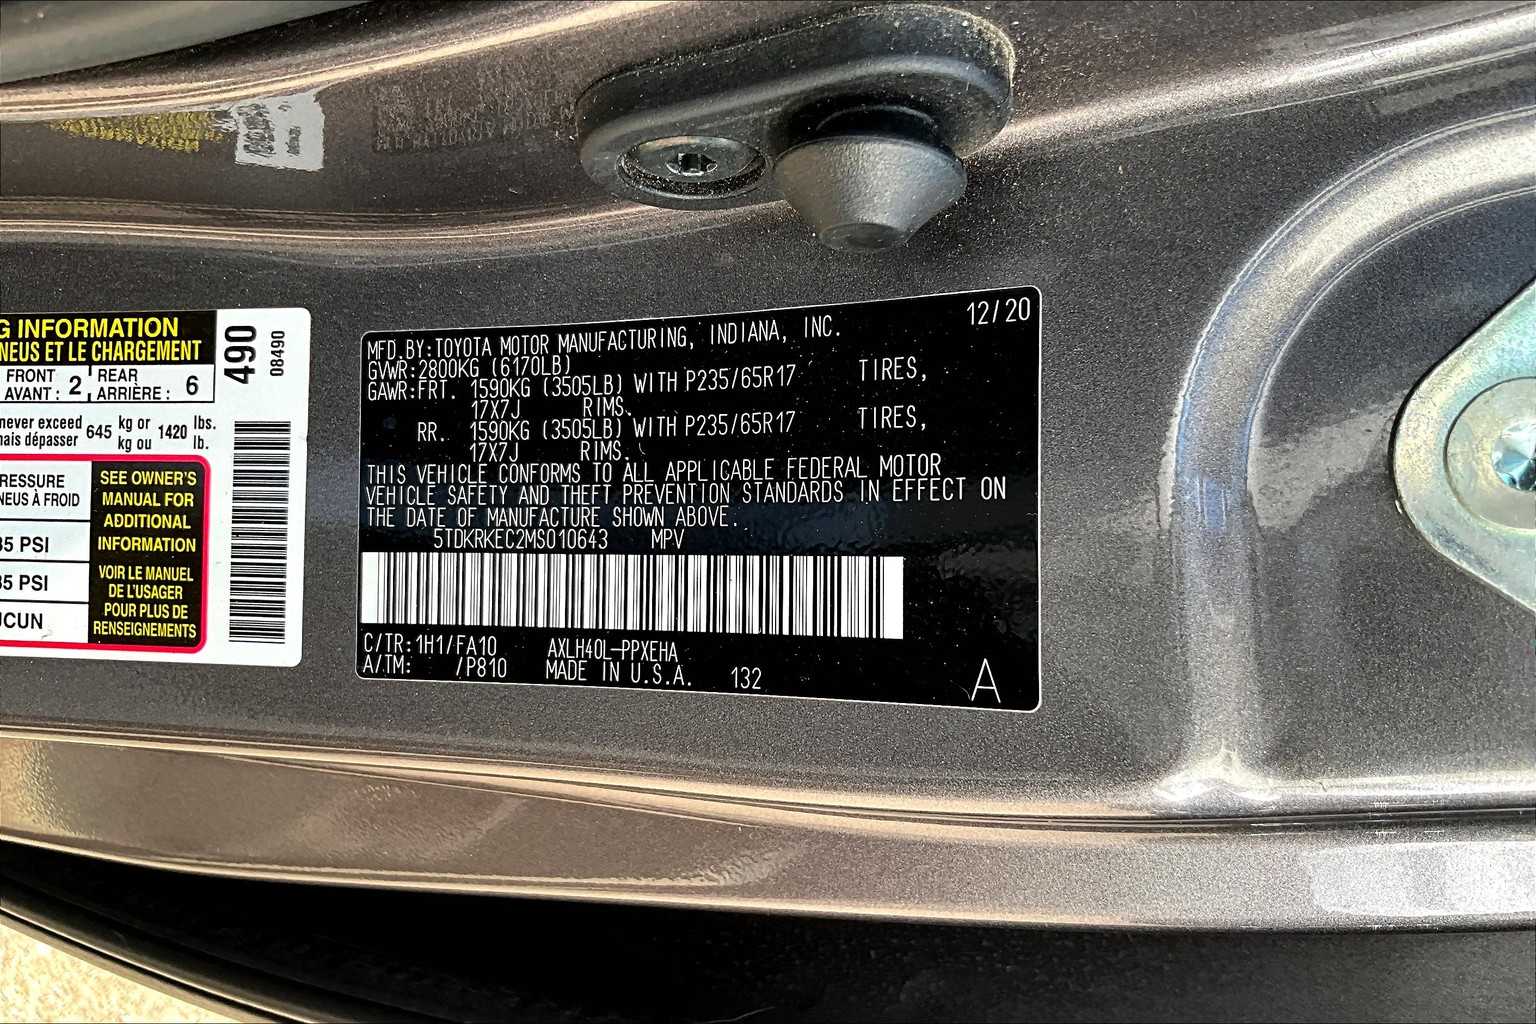 G INFORMATION
NEUS ET LE CHARGEMENT
FRONT
AVANT : 2
REAR
ARRIÈRE : 6
never exceed
mais dépasser
645
kg or
kg ou
1420
lbs.
lb.
RESSURE
NEUS À FROID
35 PSI
35 PSI
UCUN
SEE OWNER'S
MANUAL FOR
ADDITIONAL
INFORMATION
VOIR LE MANUEL
DE L'USAGER
POUR PLUS DE
RENSEIGNEMENTS
490
08490
12/20
MFD.BY:TOYOTA MOTOR MANUFACTURING, INDIANA, INC.
GVWR:2800KG (6170LB)
GAWR:FRT. 1590KG (3505LB) WITH P235/65R17 TIRES,
17X7J RIMS.
RR. 1590KG (3505LB) WITH P235/65R17 TIRES,
17X7J RIMS.
THIS VEHICLE CONFORMS TO ALL APPLICABLE FEDERAL MOTOR
VEHICLE SAFETY AND THEFT PREVENTION STANDARDS IN EFFECT ON
THE DATE OF MANUFACTURE SHOWN ABOVE.
5TDKRKEC2MS010643 MPV
C/TR:1H1/FA10 AXLH40L-PPXEHA
A/TM: /P810 MADE IN U.S.A. 132
A